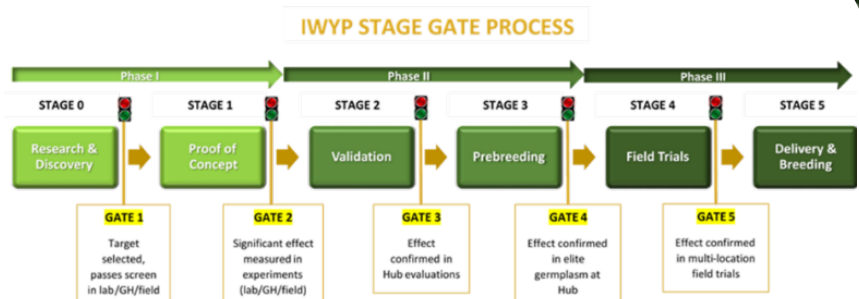 IWYP STAGE GATE PROCESS
Phase I
Phase II
Phase III
STAGE 0
STAGE 1
STAGE 2
STAGE 3
STAGE 4
STAGE 5
Research &
Discovery
Proof of
Concept
Validation
Prebreeding
Field Trials
Delivery &
Breeding
GATE 1
Target
selected,
passes screen
in lab/GH/field
GATE 2
Significant effect
measured in
experiments
(lab/GH/field)
GATE 3
Effect
confirmed in
Hub evaluations
GATE 4
Effect confirmed
in elite
germplasm at
Hub
GATE 5
Effect confirmed
in multi-location
field trials